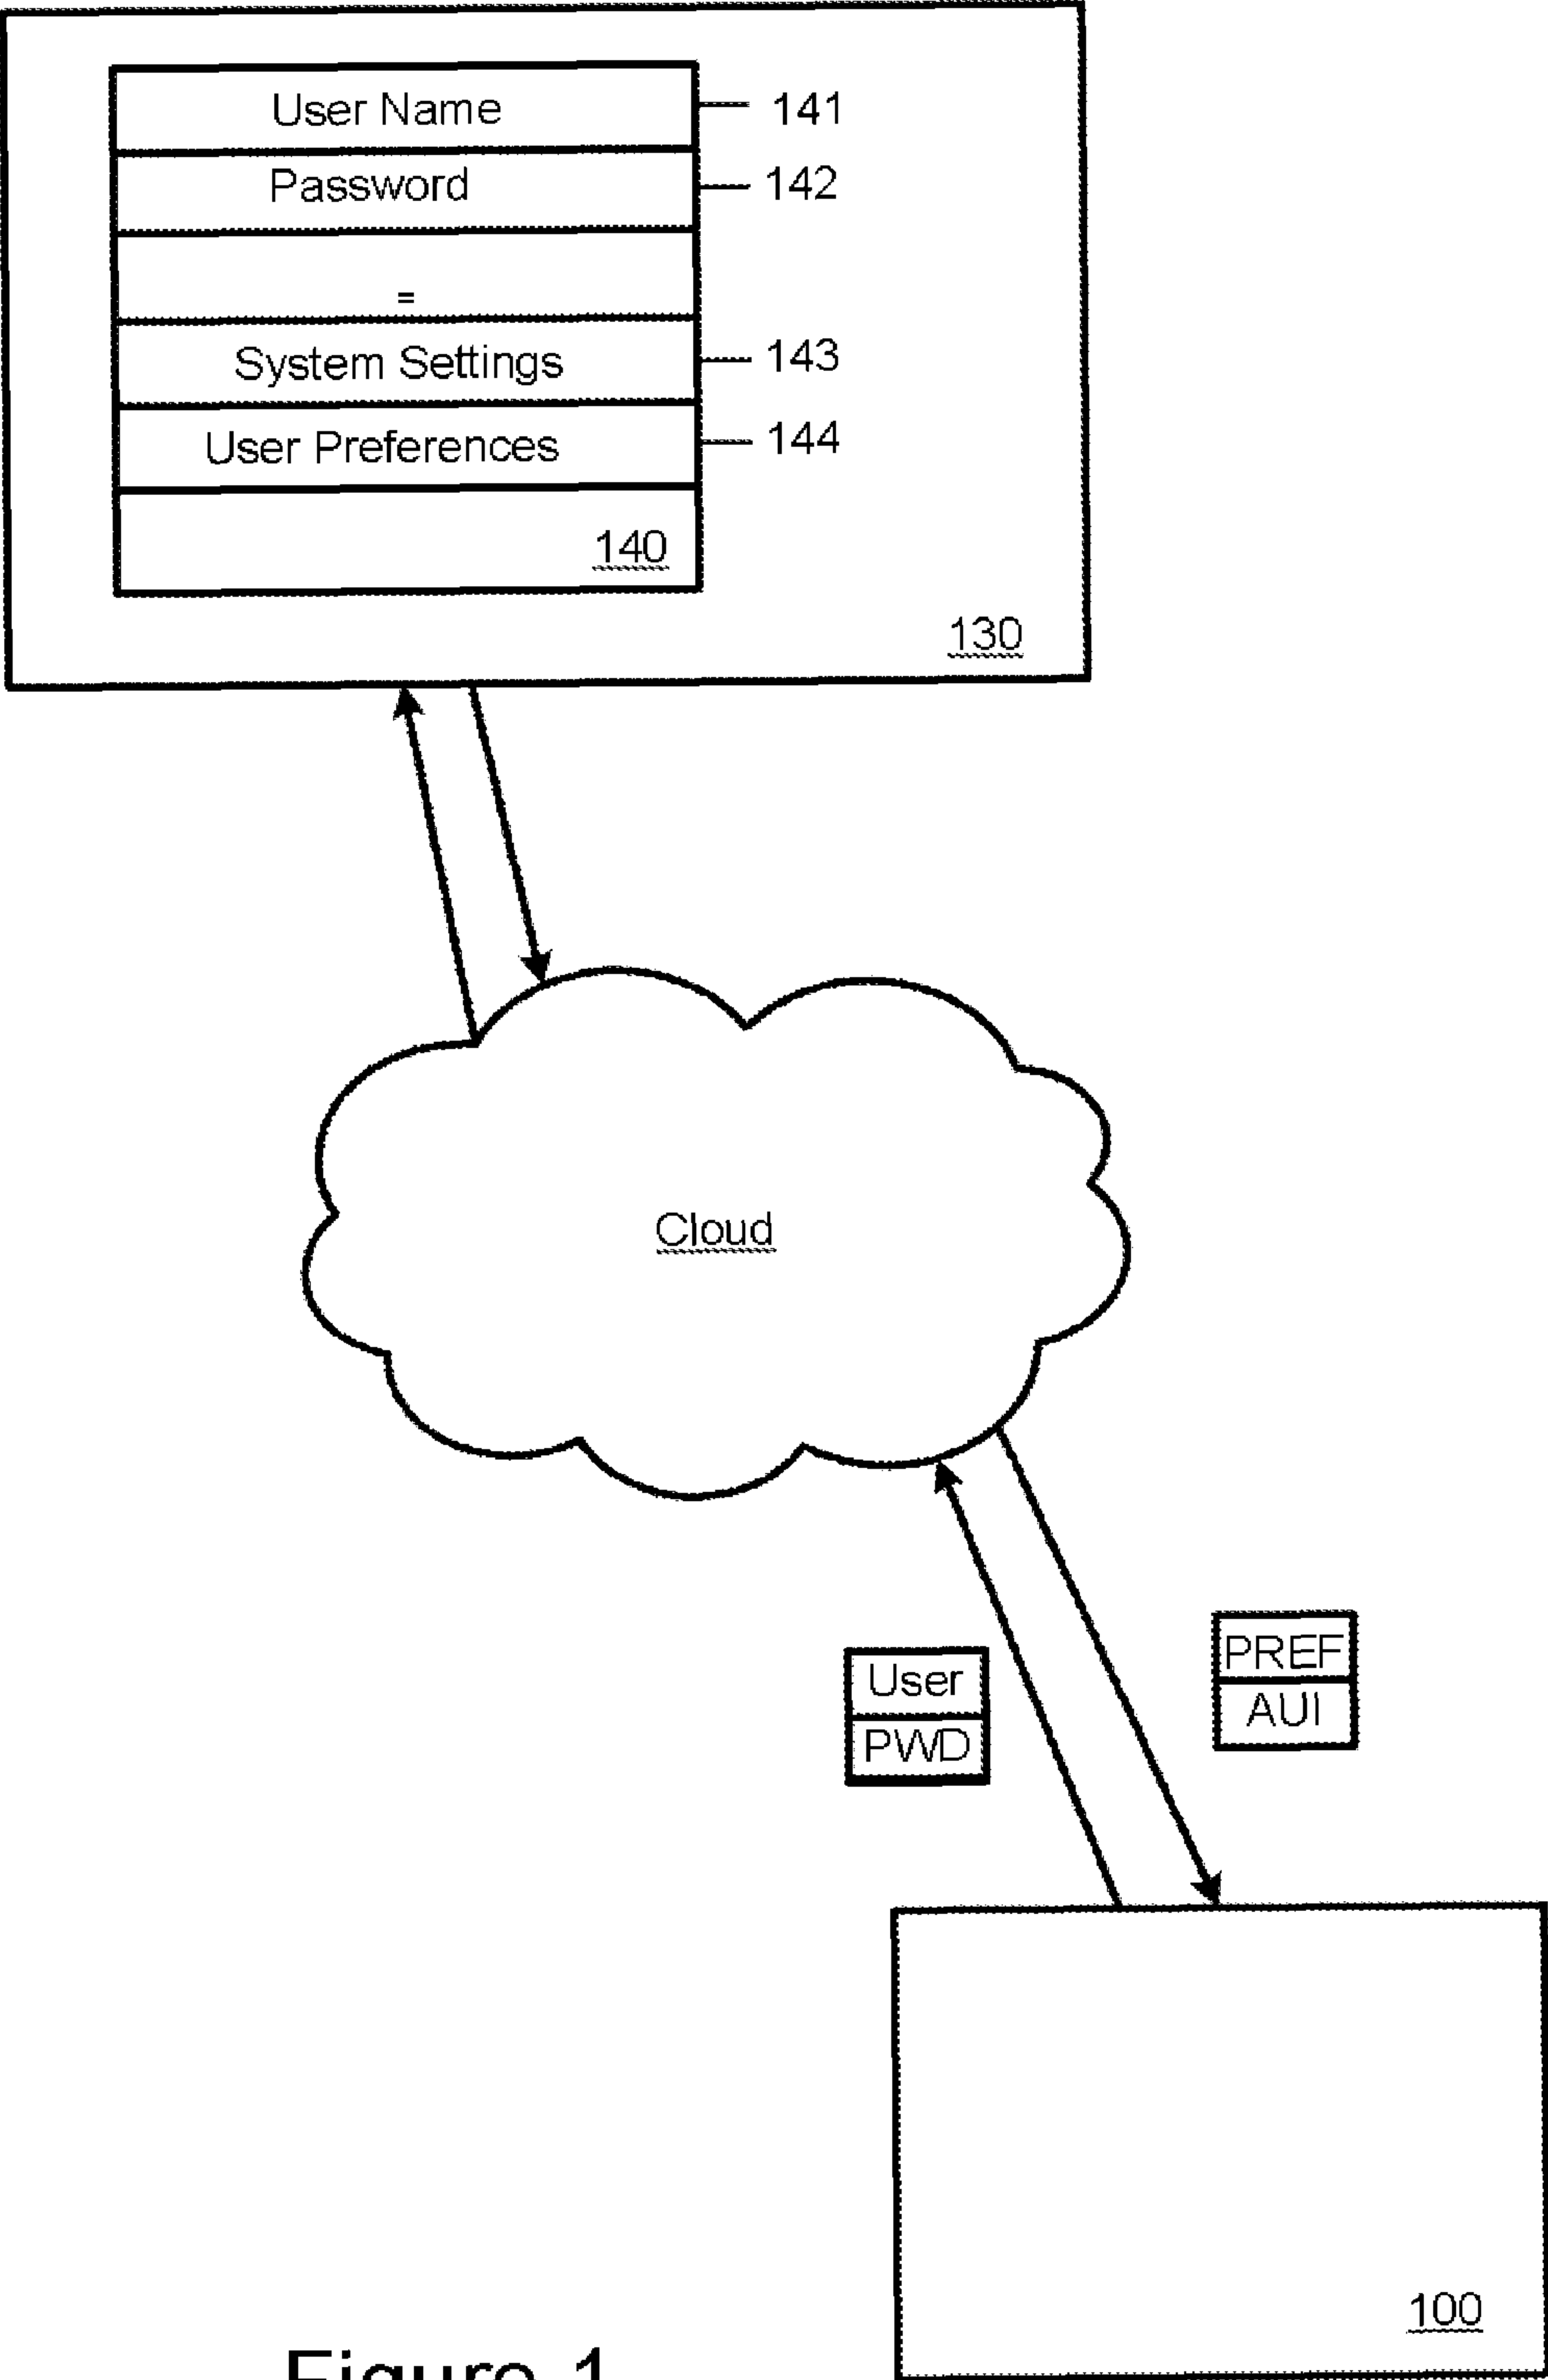 User Name 141
Password 142
=
System Settings 143
User Preferences 144
140
130
Cloud
User
PWD
PREF
AUI
100
Figure 1